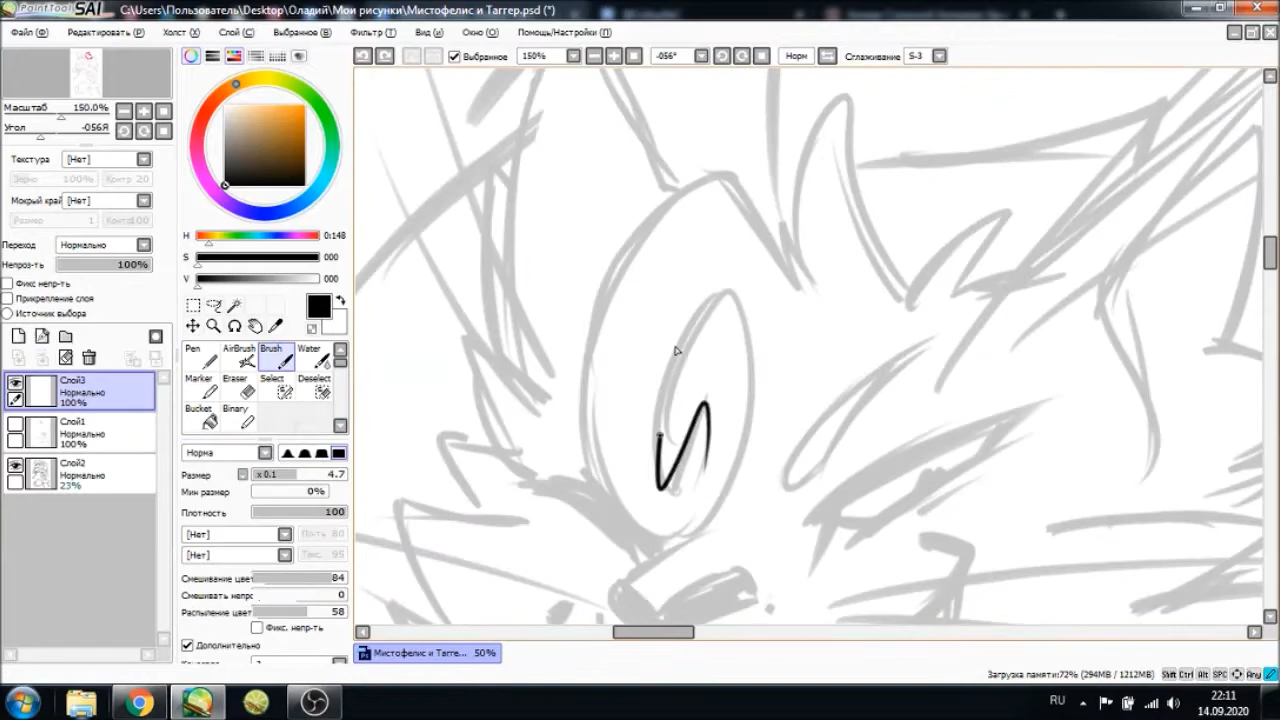 PaintTool SAI C:\Users\Пользователь\Desktop\Оладий\Мои рисунки\Мистофелис и Таггер.psd (*)
Файл (F) Редактировать (P) Холст (X) Слой (C) Выбранное (B) Фильтр (T) Вид (и) Окно (O) Помощь/Настройки (П)
Выбранное 150% -056° Норм Сглаживание S-3
Масштаб 150.0%
Угол -056Я
Текстура [Нет]
Зерно 100% Контр 20
Мокрый край [Нет]
Размер 1
Переход Нормально
Непроз-ть 100%
Фикс непр-ть
Прикрепление слоя
Источник выбора
Слой3
Нормально
100%
Слой1
Нормально
100%
Слой2
Нормально
23%
H 0:148
S 000
V 000
Pen AirBrush Brush Water
Marker Eraser Select Deselect
Bucket Binary
Норма
Размер x 0.1 4.7
Мин размер 0%
Плотность 100
[Нет] 80
[Нет] 95
Смешивание цвет 84
Смешивать непро 0
Распыление цвет 58
Фикс. непр-ть
Дополнительно
Мистофелис и Тагге... 50%
Загрузка памяти:72% (294MB / 1212MB) Shift Ctrl Alt SPC Any
RU 22:11
14.09.2020